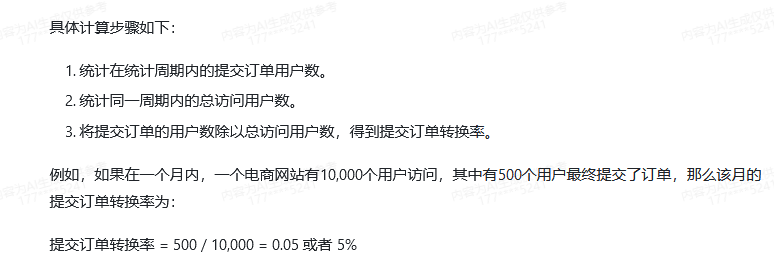 具体计算步骤如下：
1. 统计在统计周期内的提交订单用户数。
2. 统计同一周期内的总访问用户数。
3. 将提交订单的用户数除以总访问用户数，得到提交订单转换率。
例如，如果在一个月内，一个电商网站有10,000个用户访问，其中有500个用户最终提交了订单，那么该月的
提交订单转换率为：
提交订单转换率 = 500 / 10,000 = 0.05 或者 5%